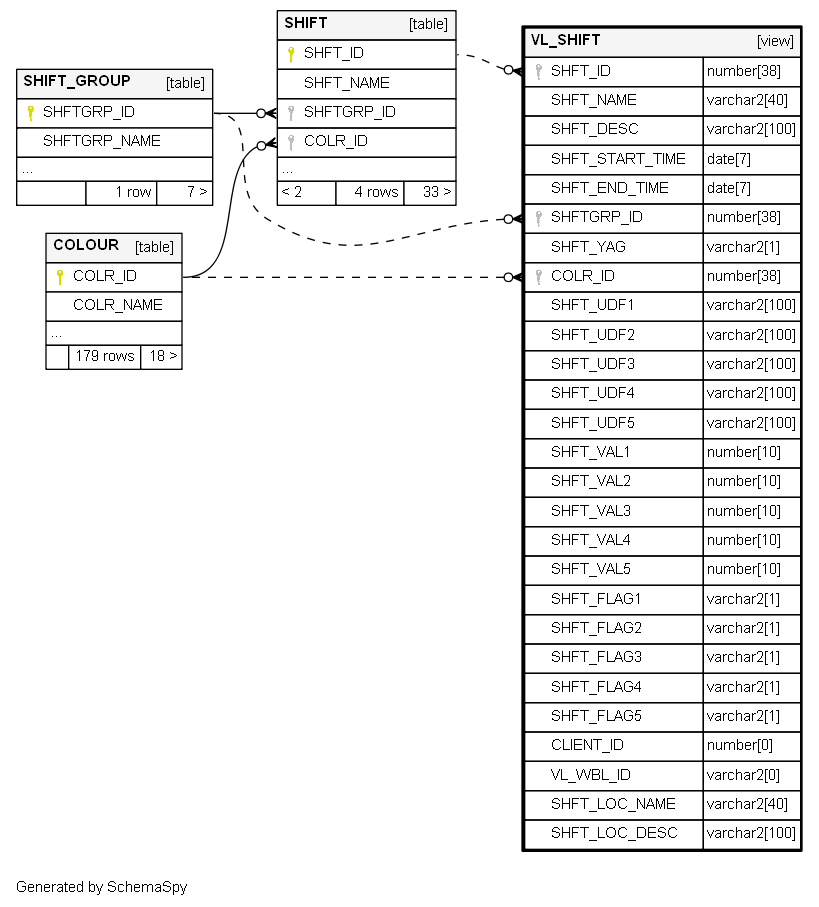 SHIFT [table]
SHFT_ID
SHFT_NAME
SHFTGRP_ID
COLR_ID
...
< 2 4 rows 33 >
SHIFT_GROUP [table]
SHFTGRP_ID
SHFTGRP_NAME
...
1 row 7 >
COLOUR [table]
COLR_ID
COLR_NAME
...
179 rows 18 >
VL_SHIFT [view]
SHFT_ID number[38]
SHFT_NAME varchar2[40]
SHFT_DESC varchar2[100]
SHFT_START_TIME date[7]
SHFT_END_TIME date[7]
SHFTGRP_ID number[38]
SHFT_YAG varchar2[1]
COLR_ID number[38]
SHFT_UDF1 varchar2[100]
SHFT_UDF2 varchar2[100]
SHFT_UDF3 varchar2[100]
SHFT_UDF4 varchar2[100]
SHFT_UDF5 varchar2[100]
SHFT_VAL1 number[10]
SHFT_VAL2 number[10]
SHFT_VAL3 number[10]
SHFT_VAL4 number[10]
SHFT_VAL5 number[10]
SHFT_FLAG1 varchar2[1]
SHFT_FLAG2 varchar2[1]
SHFT_FLAG3 varchar2[1]
SHFT_FLAG4 varchar2[1]
SHFT_FLAG5 varchar2[1]
CLIENT_ID number[0]
VL_WBL_ID varchar2[0]
SHFT_LOC_NAME varchar2[40]
SHFT_LOC_DESC varchar2[100]
Generated by SchemaSpy